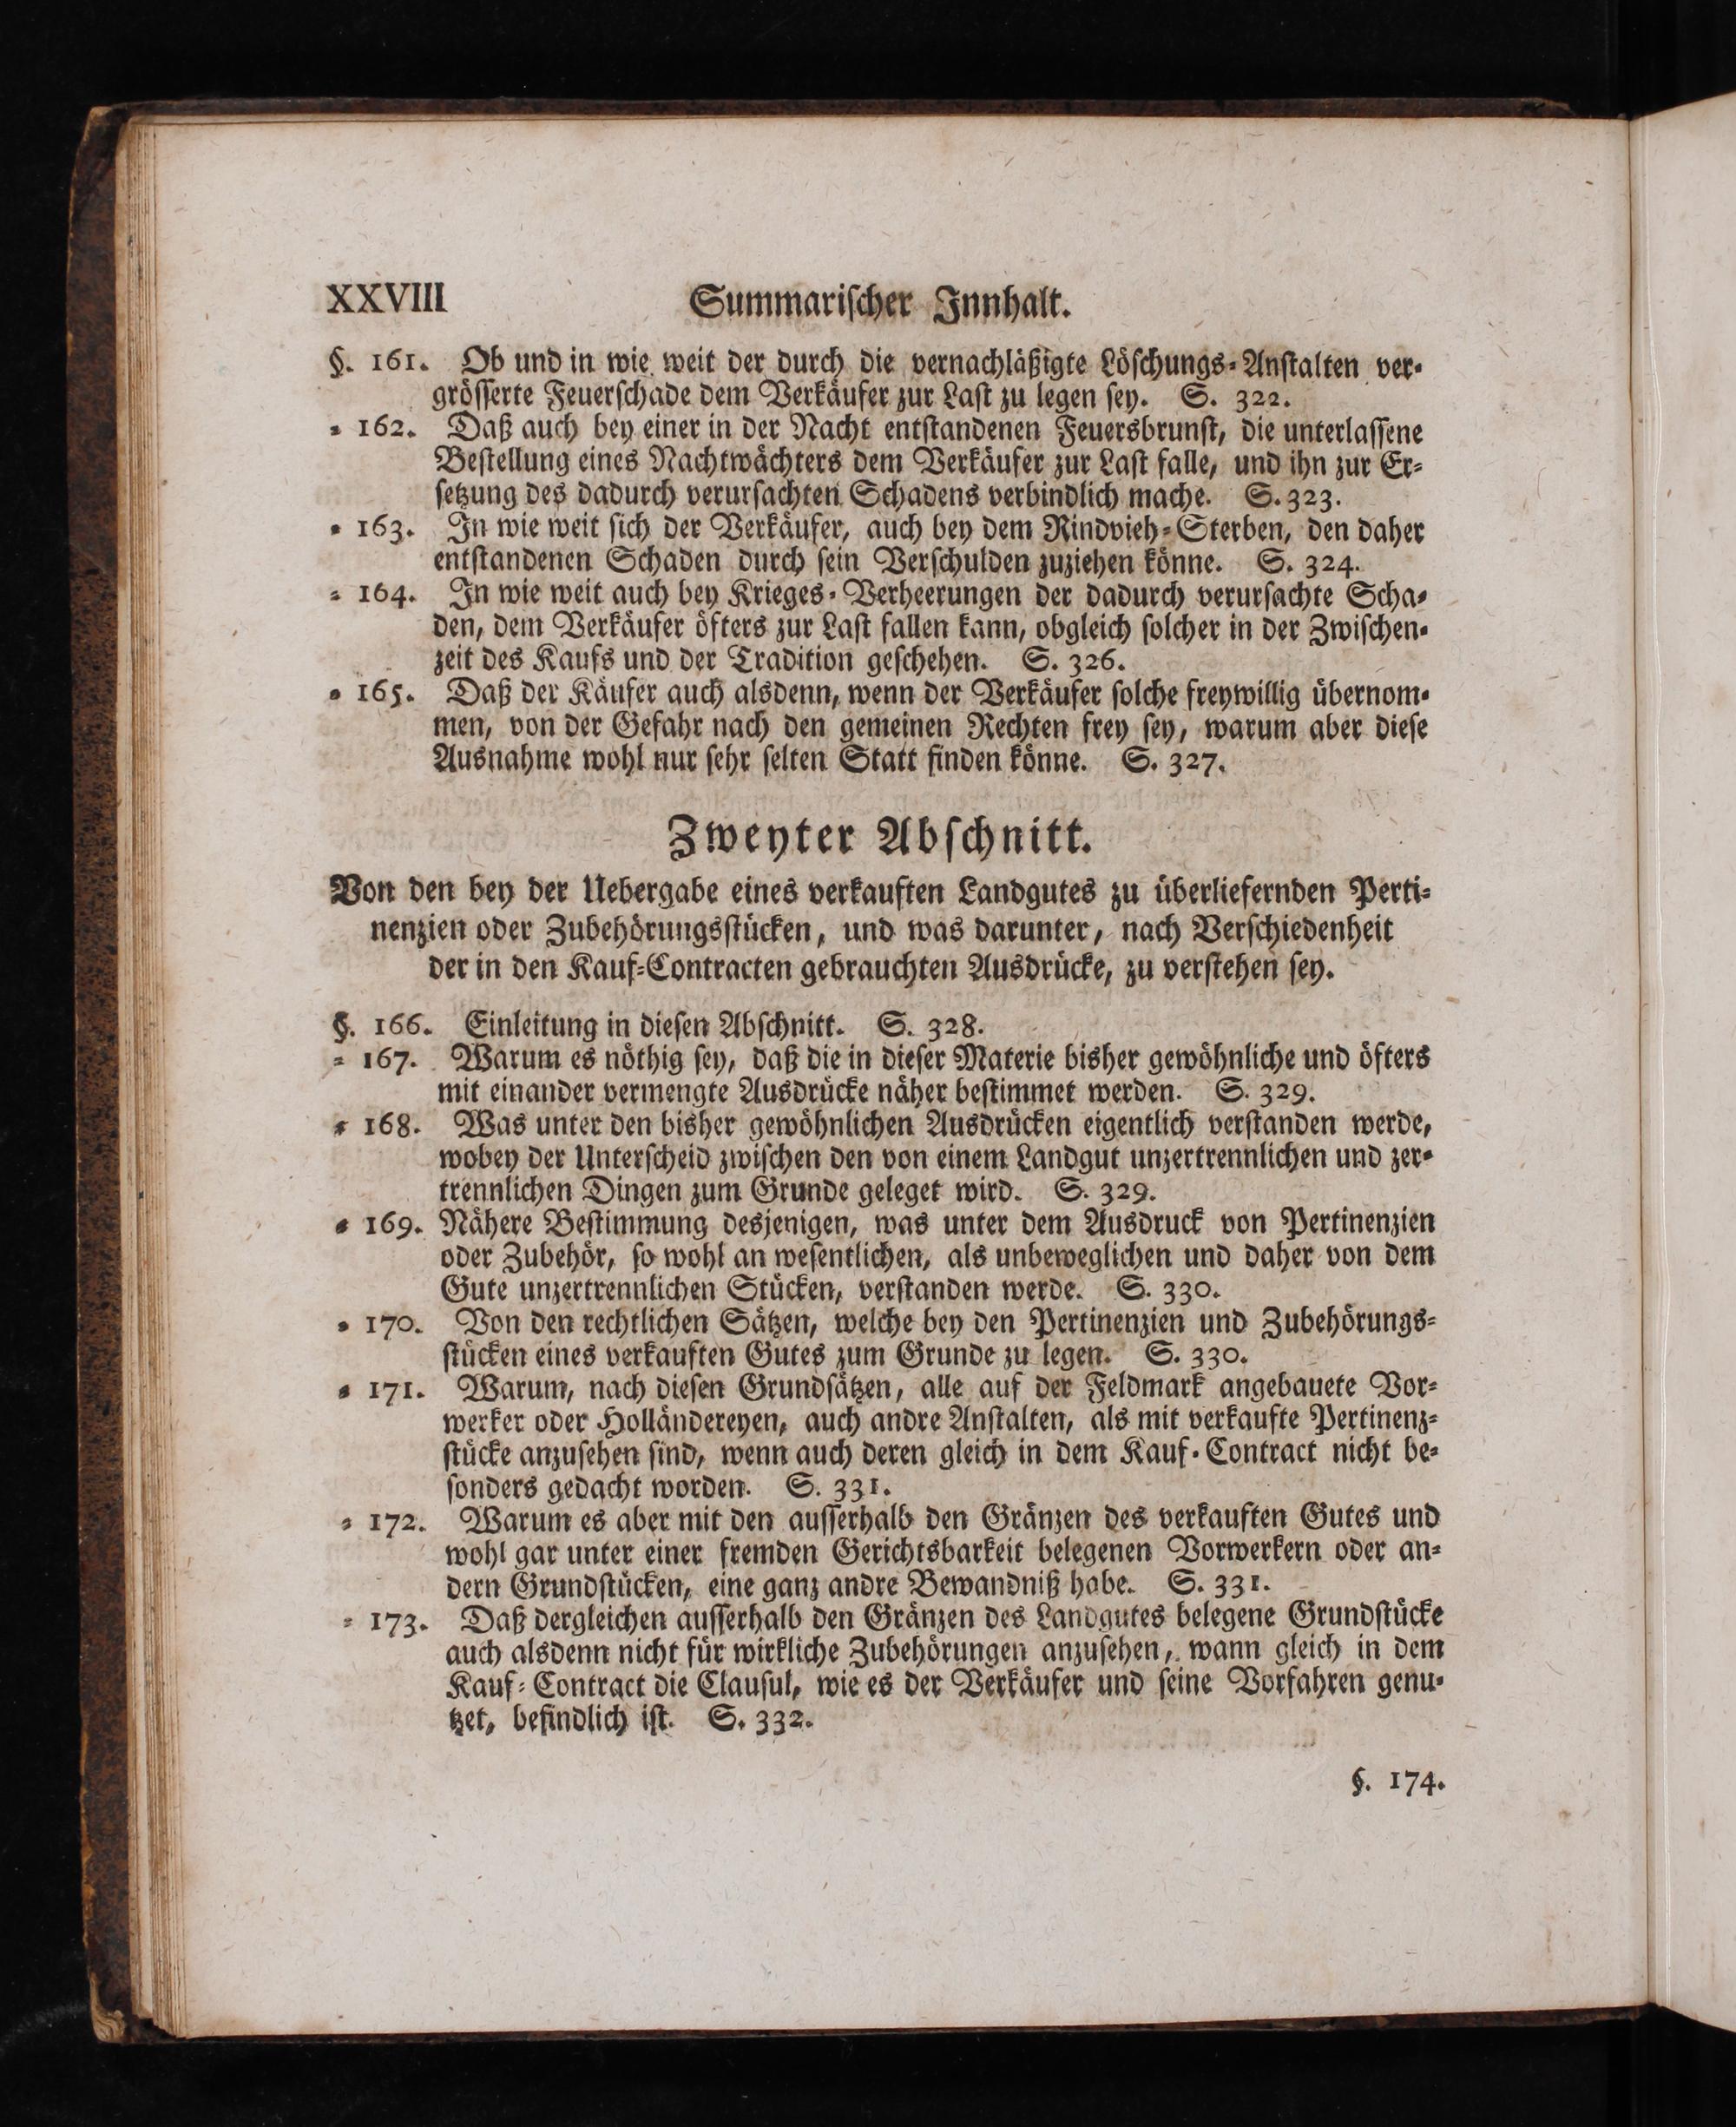 XXVIII Summariſcher Innhalt.
§. 161. Ob und in wie weit der durch die vernachläßigte Löſchungs-Anſtalten ver-
gröſſerte Feuerſchade dem Verkäufer zur Laſt zu legen ſey. S. 322.
= 162. Daß auch bey einer in der Nacht entſtandenen Feuersbrunſt, die unterlaſſene
Beſtellung eines Nachtwächters dem Verkäufer zur Laſt falle, und ihn zur Er-
ſetzung des dadurch verurſachten Schadens verbindlich mache. S. 323.
= 163. In wie weit ſich der Verkäufer, auch bey dem Rindvieh-Sterben, den daher
entſtandenen Schaden durch ſein Verſchulden zuziehen könne. S. 324.
= 164. In wie weit auch bey Krieges-Verheerungen der dadurch verurſachte Scha-
den, dem Verkäufer öfters zur Laſt fallen kann, obgleich ſolcher in der Zwiſchen-
zeit des Kaufs und der Tradition geſchehen. S. 326.
= 165. Daß der Käufer auch alsdenn, wenn der Verkäufer ſolche freywillig übernom-
men, von der Gefahr nach den gemeinen Rechten frey ſey, warum aber dieſe
Ausnahme wohl nur ſehr ſelten Statt finden könne. S. 327.
Zweyter Abſchnitt.
Von den bey der Uebergabe eines verkauften Landgutes zu überliefernden Perti-
nenzien oder Zubehörungsſtücken, und was darunter, nach Verſchiedenheit
der in den Kauf-Contracten gebrauchten Ausdrücke, zu verſtehen ſey.
§. 166. Einleitung in dieſen Abſchnitt. S. 328.
= 167. Warum es nöthig ſey, daß die in dieſer Materie bisher gewöhnliche und öfters
mit einander vermengte Ausdrücke näher beſtimmet werden. S. 329.
= 168. Was unter den bisher gewöhnlichen Ausdrücken eigentlich verſtanden werde,
wobey der Unterſcheid zwiſchen den von einem Landgut unzertrennlichen und zer-
trennlichen Dingen zum Grunde geleget wird. S. 329.
= 169. Nähere Beſtimmung desjenigen, was unter dem Ausdruck von Pertinenzien
oder Zubehör, ſo wohl an weſentlichen, als unbeweglichen und daher von dem
Gute unzertrennlichen Stücken, verſtanden werde. S. 330.
= 170. Von den rechtlichen Sätzen, welche bey den Pertinenzien und Zubehörungs-
ſtücken eines verkauften Gutes zum Grunde zu legen. S. 330.
= 171. Warum, nach dieſen Grundſätzen, alle auf der Feldmark angebauete Vor-
werker oder Holländereyen, auch andre Anſtalten, als mit verkaufte Pertinenz-
ſtücke anzuſehen ſind, wenn auch deren gleich in dem Kauf-Contract nicht be-
ſonders gedacht worden. S. 331.
= 172. Warum es aber mit den auſſerhalb den Gränzen des verkauften Gutes und
wohl gar unter einer fremden Gerichtsbarkeit belegenen Vorwerkern oder an-
dern Grundſtücken, eine ganz andre Bewandniß habe. S. 331.
= 173. Daß dergleichen auſſerhalb den Gränzen des Landgutes belegene Grundſtücke
auch alsdenn nicht für wirkliche Zubehörungen anzuſehen, wann gleich in dem
Kauf-Contract die Clauſul, wie es der Verkäufer und ſeine Vorfahren genu-
tzet, befindlich iſt. S. 332.
§. 174.